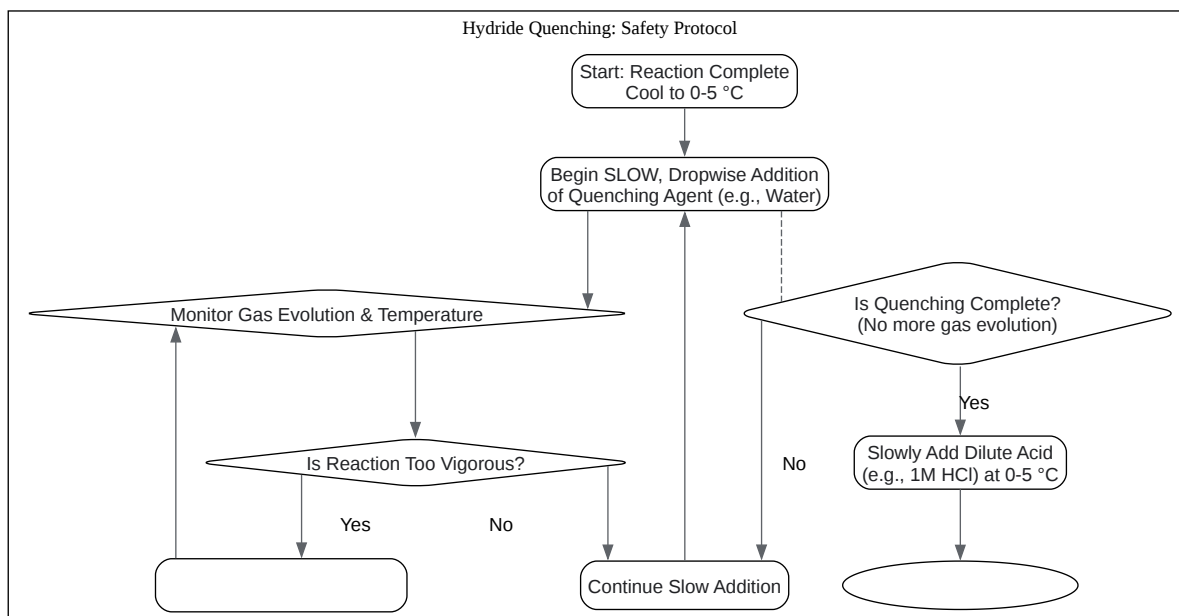 Hydride Quenching: Safety Protocol
Start: Reaction Complete
Cool to 0-5 °C
Begin SLOW, Dropwise Addition
of Quenching Agent (e.g., Water)
Monitor Gas Evolution & Temperature
Is Quenching Complete?
(No more gas evolution)
Yes
Is Reaction Too Vigorous?
Slowly Add Dilute Acid
(e.g., 1M HCl) at 0-5 °C
No
Yes
No
Continue Slow Addition